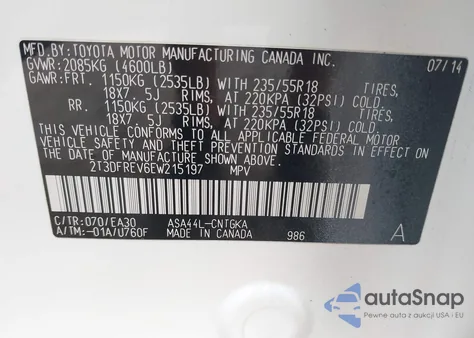 MFD BY: TOYOTA MOTOR MANUFACTURING CANADA INC.
GVWR: 2085KG (4600LB) 07/14
GAWR: FRT. 1150KG (2535LB) WITH 235/55R18 TIRES,
18X7. 5J RIMS, AT 220KPA (32PSI) COLD.
RR. 1150KG (2535LB) WITH 235/55R18 TIRES,
18X7. 5J RIMS, AT 220KPA (32PSI) COLD.
THIS VEHICLE CONFORMS TO ALL APPLICABLE FEDERAL MOTOR
VEHICLE SAFETY STANDARDS IN EFFECT ON THE DATE OF
MANUFACTURE SHOWN ABOVE.
2T3DFREV6EW215197 MPV
C/TR: 070/EA30 ASA44L-CNTGKA A
A/TM: -01A/U760F MADE IN CANADA 986
autoSnap
Pewne auta z aukcji USA i EU